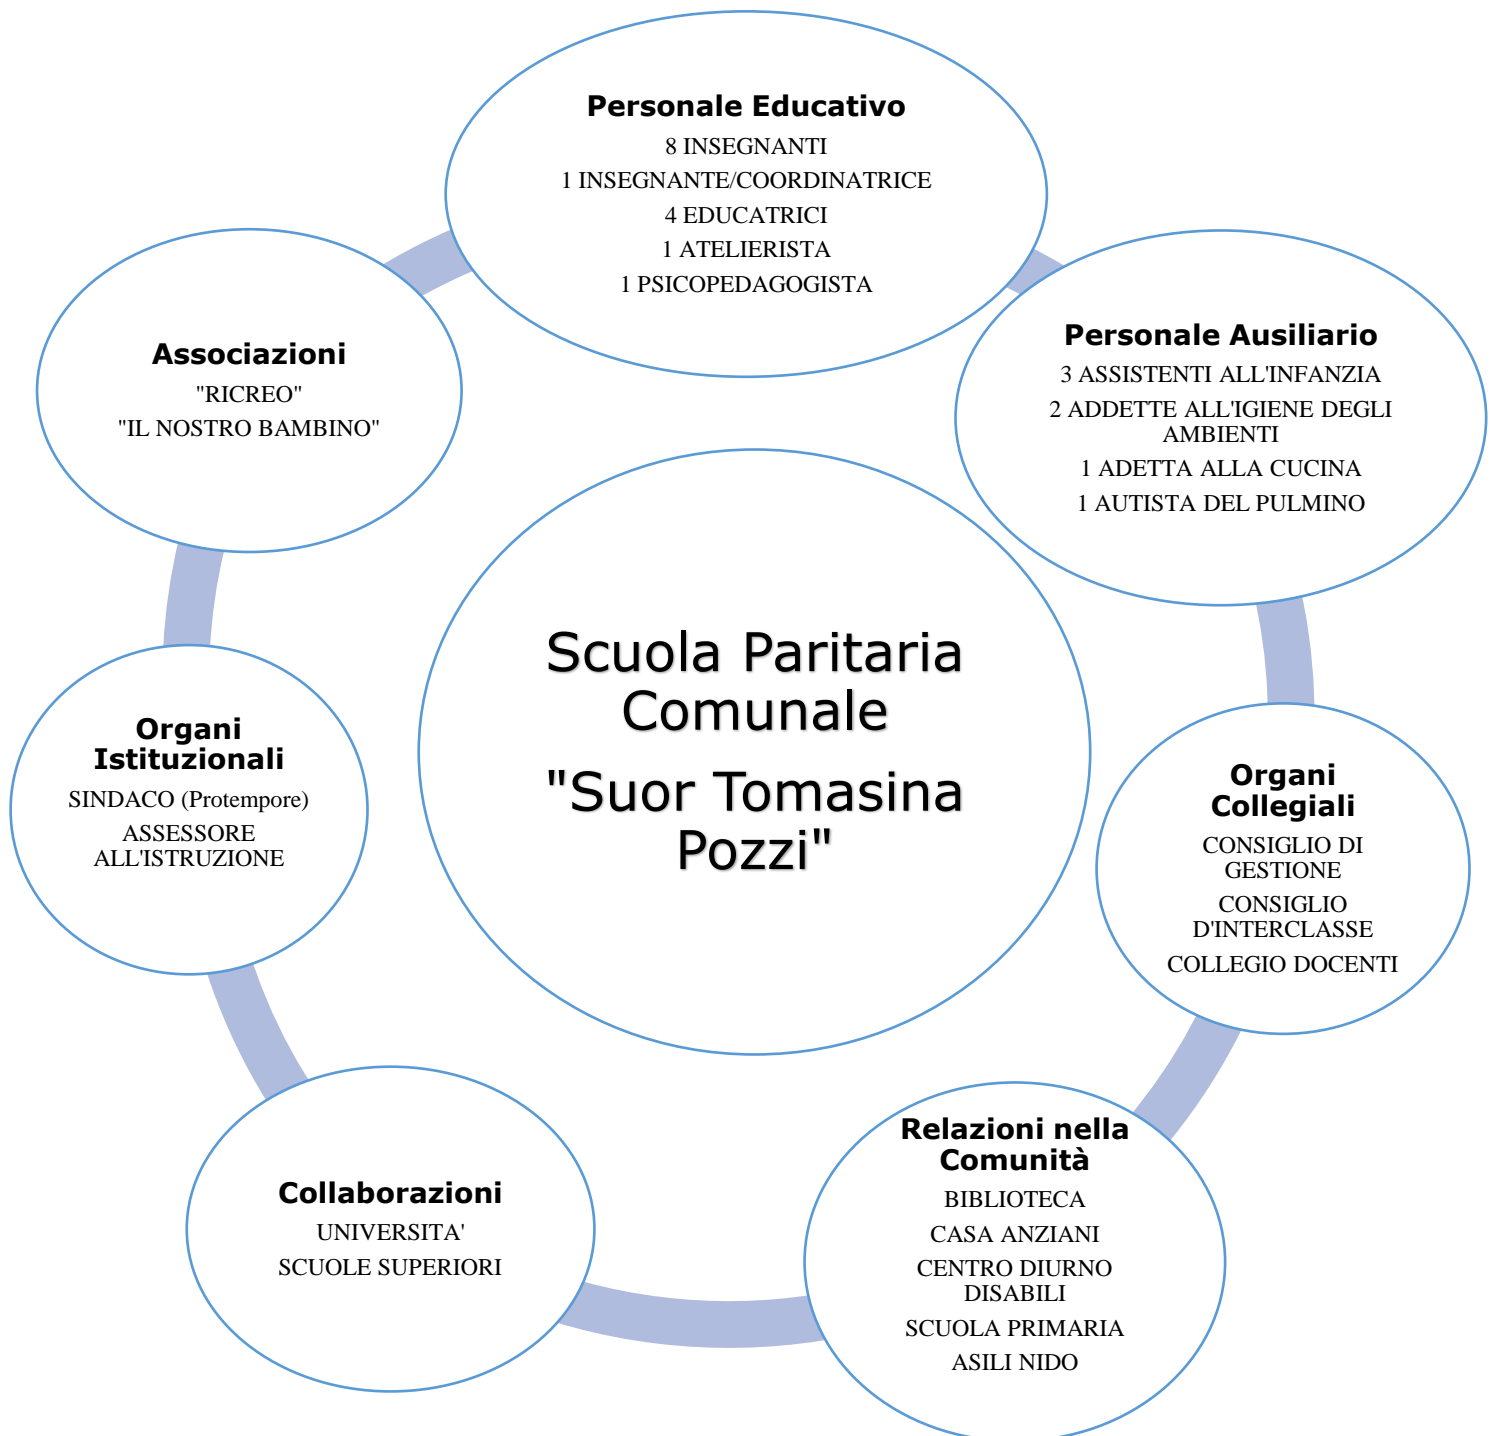 Personale Educativo
8 INSEGNANTI
1 INSEGNANTE/COORDINATRICE
4 EDUCATRICI
1 ATELIERISTA
1 PSICOPEDAGOGISTA
Personale Ausiliario
3 ASSISTENTI ALL'INFANZIA
2 ADDETTE ALL'IGIENE DEGLI
AMBIENTI
1 ADETTA ALLA CUCINA
1 AUTISTA DEL PULMINO
Organi
Collegiali
CONSIGLIO DI
GESTIONE
CONSIGLIO
D'INTERCLASSE
COLLEGIO DOCENTI
Relazioni nella
Comunità
BIBLIOTECA
CASA ANZIANI
CENTRO DIURNO
DISABILI
SCUOLA PRIMARIA
ASILI NIDO
Collaborazioni
UNIVERSITA'
SCUOLE SUPERIORI
Organi
Istituzionali
SINDACO (Protempore)
ASSESSORE
ALL'ISTRUZIONE
Associazioni
"RICREO"
"IL NOSTRO BAMBINO"
Scuola Paritaria
Comunale
"Suor Tomasina
Pozzi"